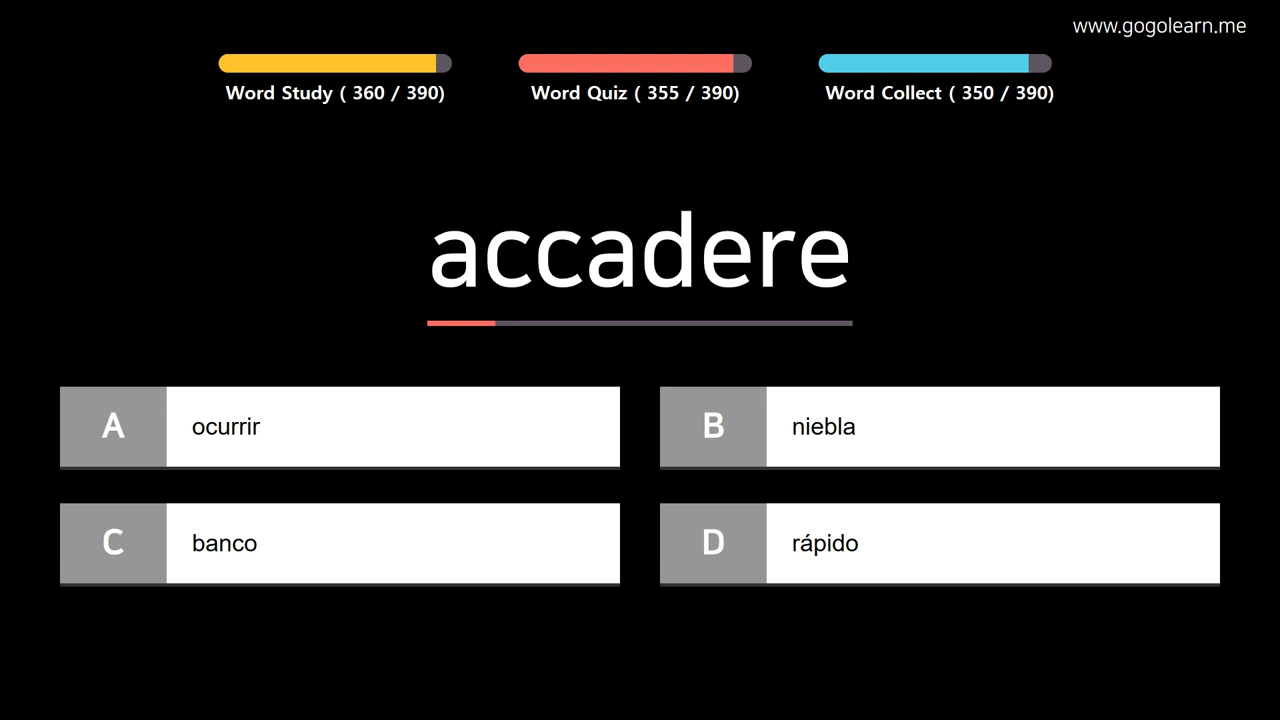 www.gogolearn.me
Word Study ( 360 / 390)
Word Quiz ( 355 / 390)
Word Collect ( 350 / 390)
accadere
A
ocurrir
B
niebla
C
banco
D
rápido